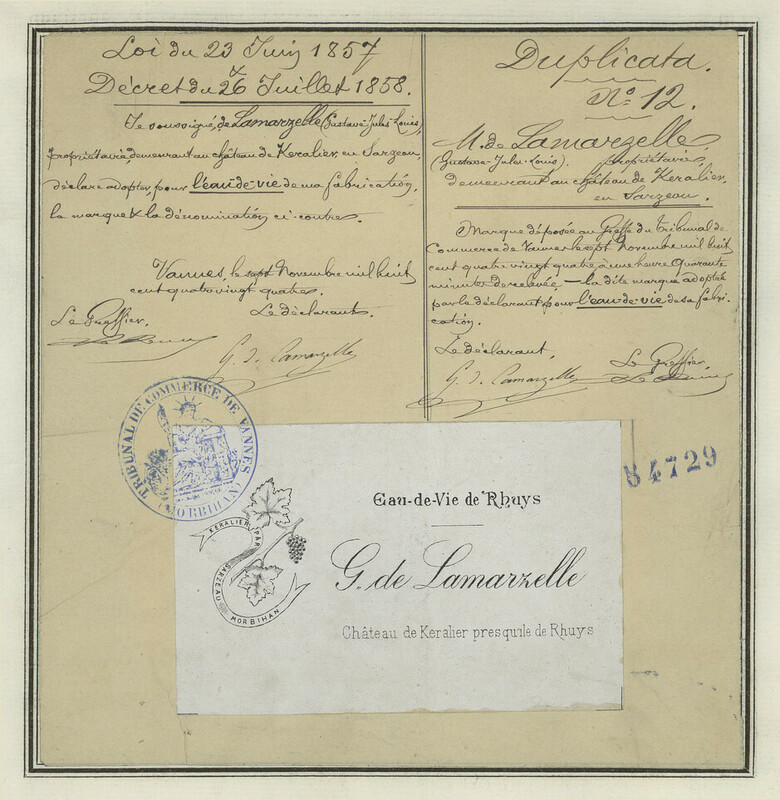 Loi du 23 Juin 1857
Décret du 26 Juillet 1858.
Je soussigné, de Lamarzelle (Gustave-Jules-Louis),
propriétaire, demeurant au château de Keralier, en Sarzeau,
déclare adopter, pour l'eau-de-vie de ma fabrication,
la marque & la dénomination ci-contre.
Vannes, le sept Novembre mil huit
cent quatre vingt quatre.
Le Greffier,
Le déclarant.
G. de Lamarzelle
Duplicata.
No 12.
M. de Lamarzelle
(Gustave-Jules-Louis), propriétaire,
demeurant au château de Keralier,
en Sarzeau.
Marque déposée au Greffe du tribunal de
Commerce de Vannes le sept Novembre mil huit
cent quatre vingt quatre à une heure quarante
minutes de relevée, — la dite marque adoptée
par le déclarant pour l'eau-de-vie de sa fabri-
cation.
Le déclarant,
Le Greffier
G. de Lamarzelle
TRIBUNAL DE COMMERCE DE VANNES
(MORBIHAN)
84729
KERALIER PAR SARZEAU MORBIHAN
Eau-de-Vie de Rhuys
G. de Lamarzelle
Château de Keralier presqu'ile de Rhuys